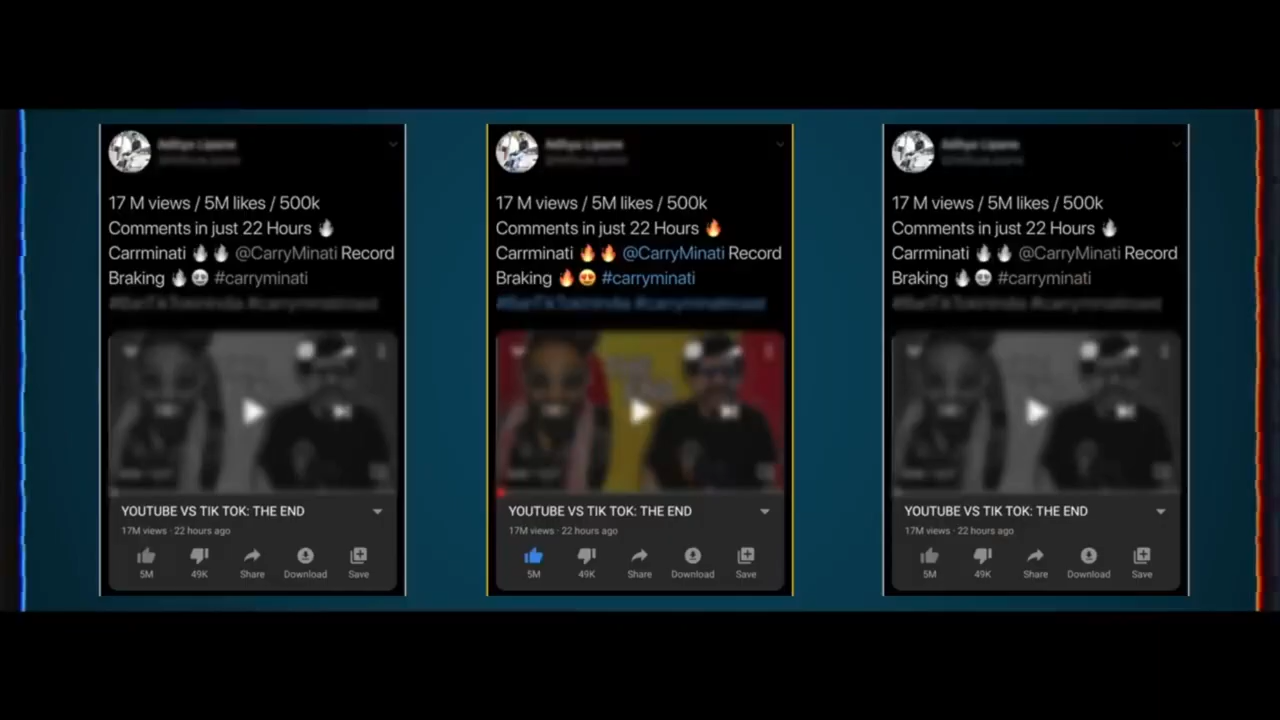 17 M views / 5M likes / 500k
Comments in just 22 Hours 🔥
Carrminati 🔥🔥 @CarryMinati Record
Braking 🔥😍 #carryminati
YOUTUBE VS TIK TOK: THE END
17M views · 22 hours ago
5M 49K Share Download Save
17 M views / 5M likes / 500k
Comments in just 22 Hours 🔥
Carrminati 🔥🔥 @CarryMinati Record
Braking 🔥😍 #carryminati
YOUTUBE VS TIK TOK: THE END
17M views · 22 hours ago
5M 49K Share Download Save
17 M views / 5M likes / 500k
Comments in just 22 Hours 🔥
Carrminati 🔥🔥 @CarryMinati Record
Braking 🔥😍 #carryminati
YOUTUBE VS TIK TOK: THE END
17M views · 22 hours ago
5M 49K Share Download Save